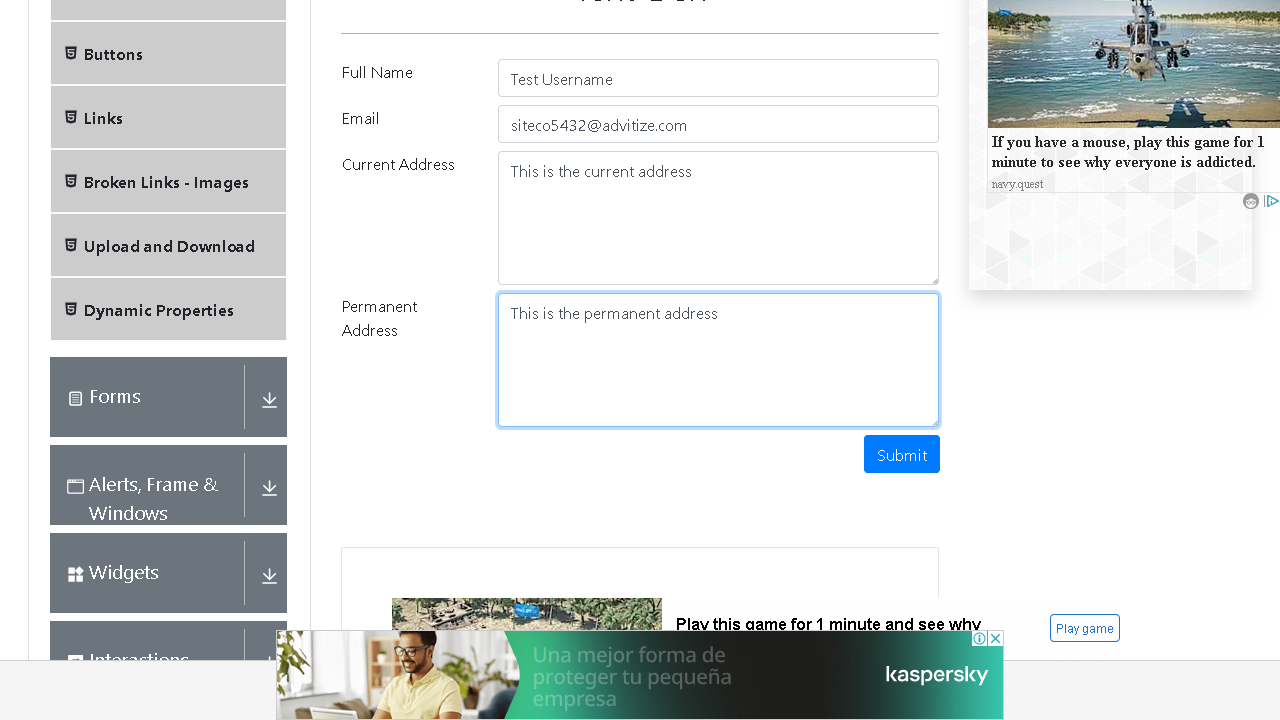 Buttons
Links
Broken Links - Images
Upload and Download
Dynamic Properties
Forms
Alerts, Frame &
Windows
Widgets
Interactions
Full Name
Test Username
Email
iteco5432@advitize.com
Current Address
This is the current address
Permanent
Address
This is the permanent address
Submit
If you have a mouse, play this game for 1
minute to see why everyone is addicted.
navy.quest
Play this game for 1 minute and see why
Play game
Una mejor forma de
proteger tu pequeña
empresa
kaspersky